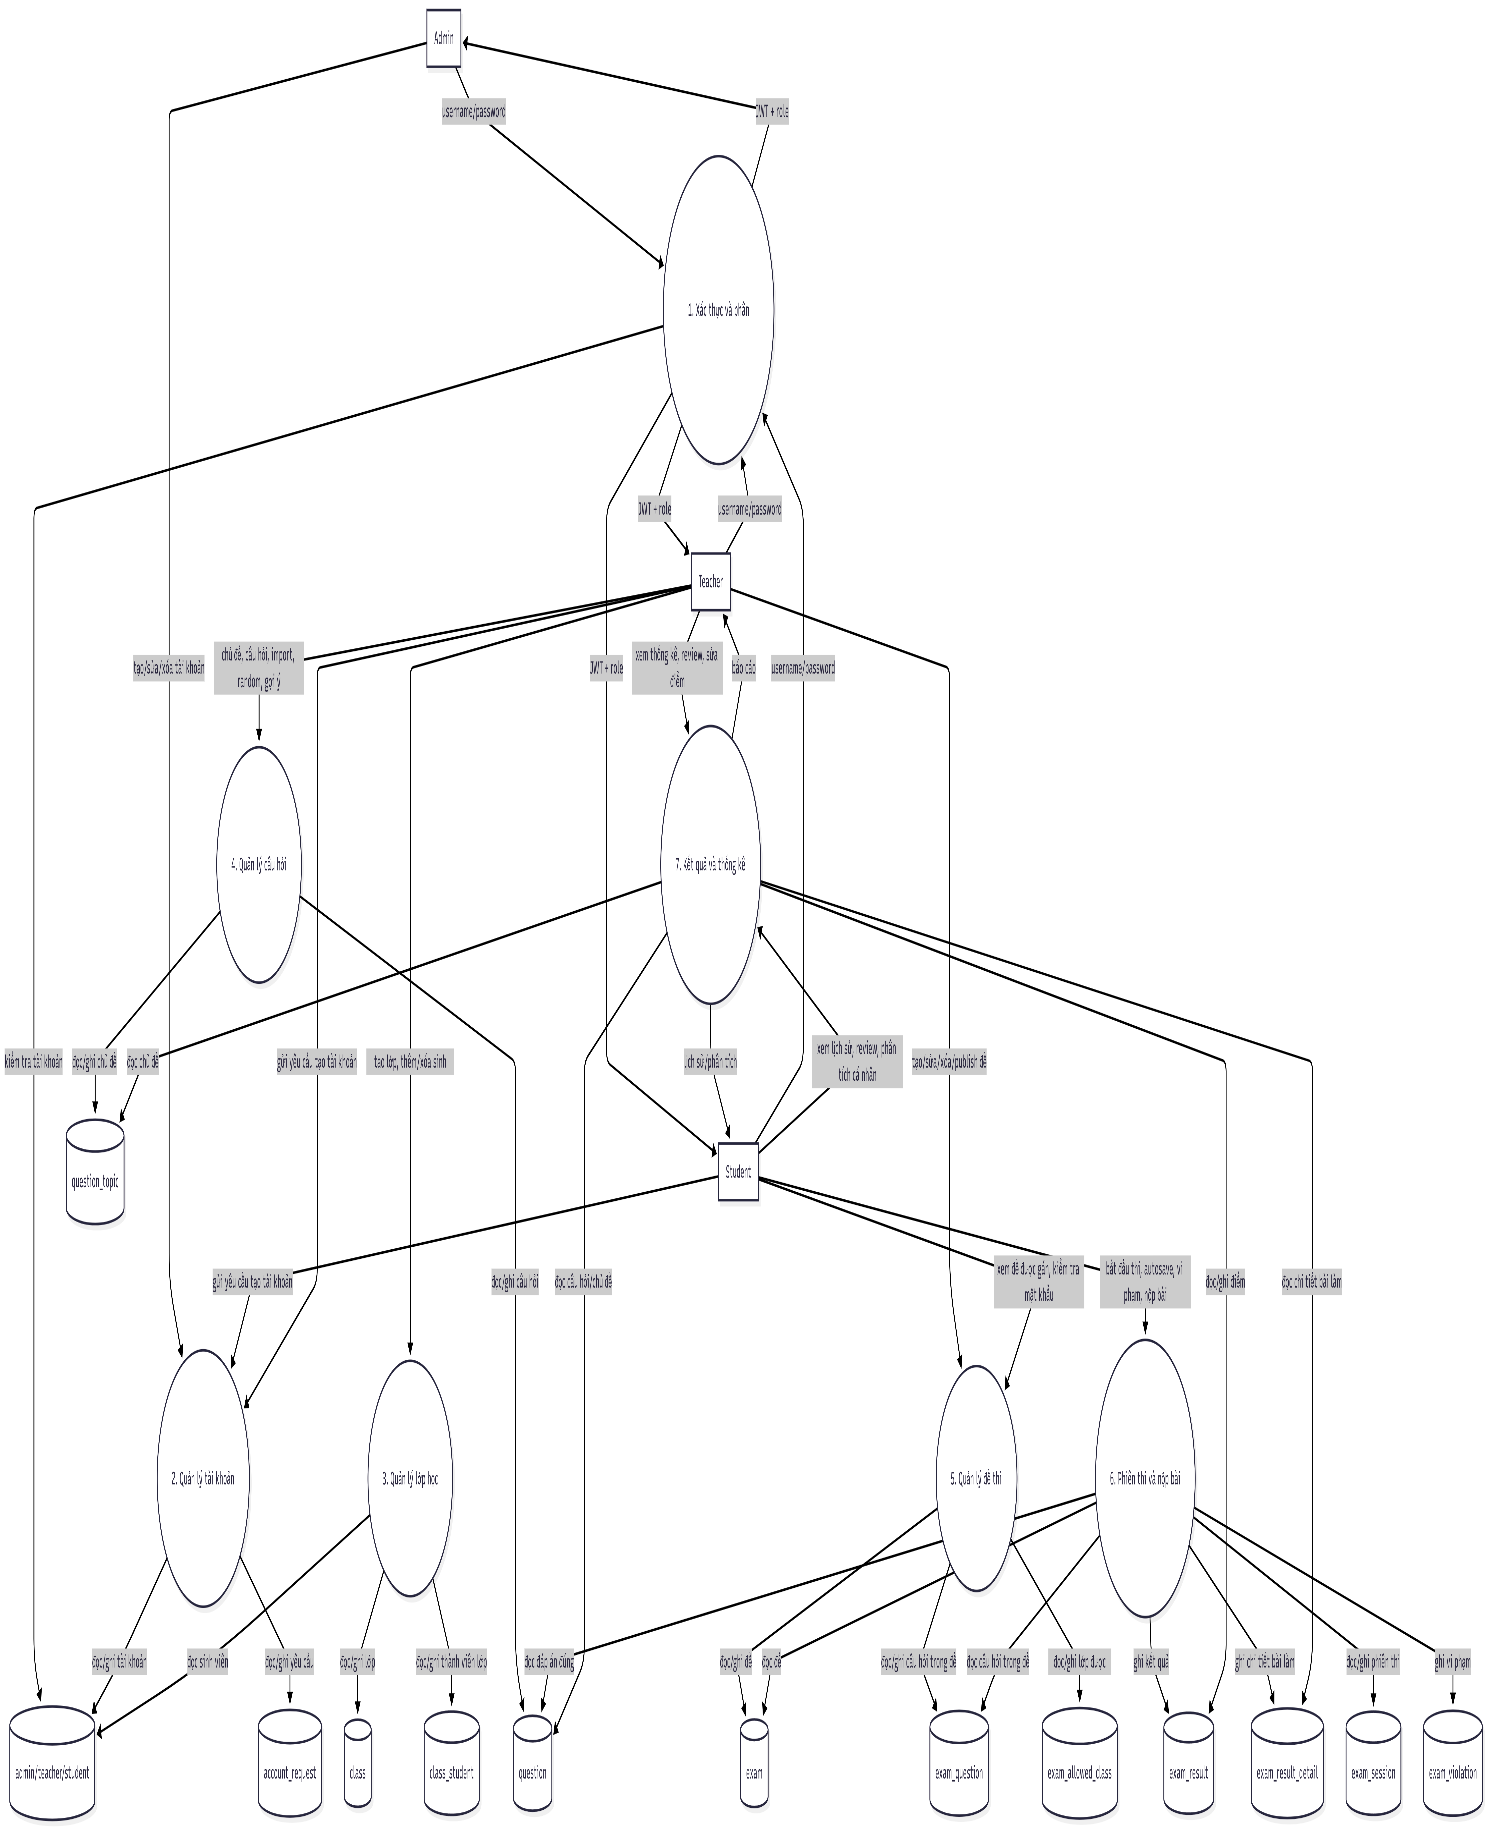 Admin
username/password
JWT + role
1. Xác thực và phân
JWT + role
username/password
Teacher
tạo/sửa/xóa tài khoản
chủ đề, câu hỏi, import,
random, gợi ý
JWT + role
xem thống kê, review, sửa
điểm
báo cáo
username/password
4. Quản lý câu hỏi
7. Kết quả và thống kê
kiểm tra tài khoản
đọc/ghi chủ đề
đọc chủ đề
gửi yêu cầu tạo tài khoản
tạo lớp, thêm/xóa sinh
lịch sử/phân tích
xem lịch sử, review, phân
tích cá nhân
tạo/sửa/xóa/publish đề
question_topic
Student
gửi yêu cầu tạo tài khoản
đọc/ghi câu hỏi
đọc câu hỏi/chủ đề
xem đề được gán, kiểm tra
mật khẩu
bắt đầu thi, autosave, vi
phạm, nộp bài
đọc/ghi điểm
đọc chi tiết bài làm
2. Quản lý tài khoản
3. Quản lý lớp học
5. Quản lý đề thi
6. Phiên thi và nộp bài
đọc/ghi tài khoản
đọc sinh viên
đọc/ghi yêu cầu
đọc/ghi lớp
đọc/ghi thành viên lớp
đọc đáp án đúng
đọc/ghi đề
đọc đề
đọc/ghi câu hỏi trong đề
đọc câu hỏi trong đề
đọc/ghi lớp được
ghi kết quả
ghi chi tiết bài làm
đọc/ghi phiên thi
ghi vi phạm
admin/teacher/student
account_request
class
class_student
question
exam
exam_question
exam_allowed_class
exam_result
exam_result_detail
exam_session
exam_violation